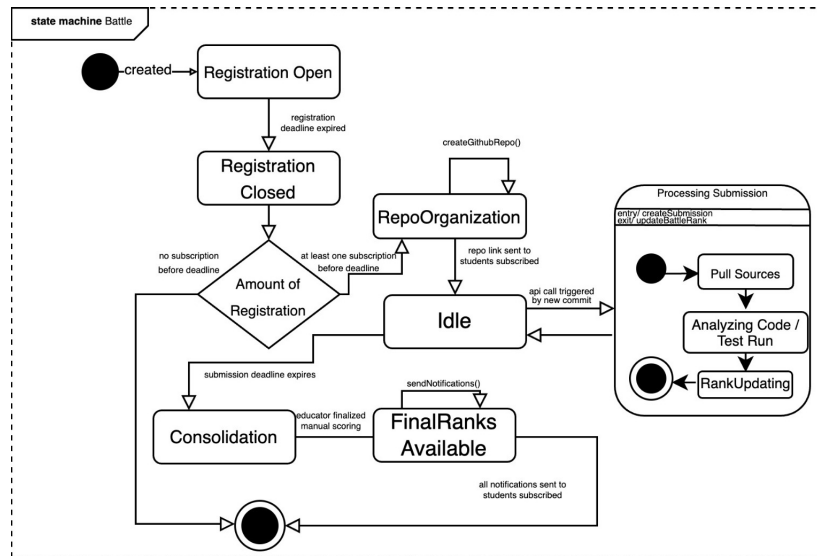 state machine Battle
created
Registration Open
registration
deadline expired
Registration
Closed
createGithubRepo()
RepoOrganization
no subscription
before deadline
at least one subscription
before deadline
Amount of
Registration
repo link sent to
students subscribed
Idle
api call triggered
by new commit
Processing Submission
entry/ createSubmission
exit/ updateBattleRank
Pull Sources
Analyzing Code /
Test Run
RankUpdating
submission deadline expires
Consolidation
educator finalized
manual scoring
sendNotifications()
FinalRanks
Available
all notifications sent to
students subscribed